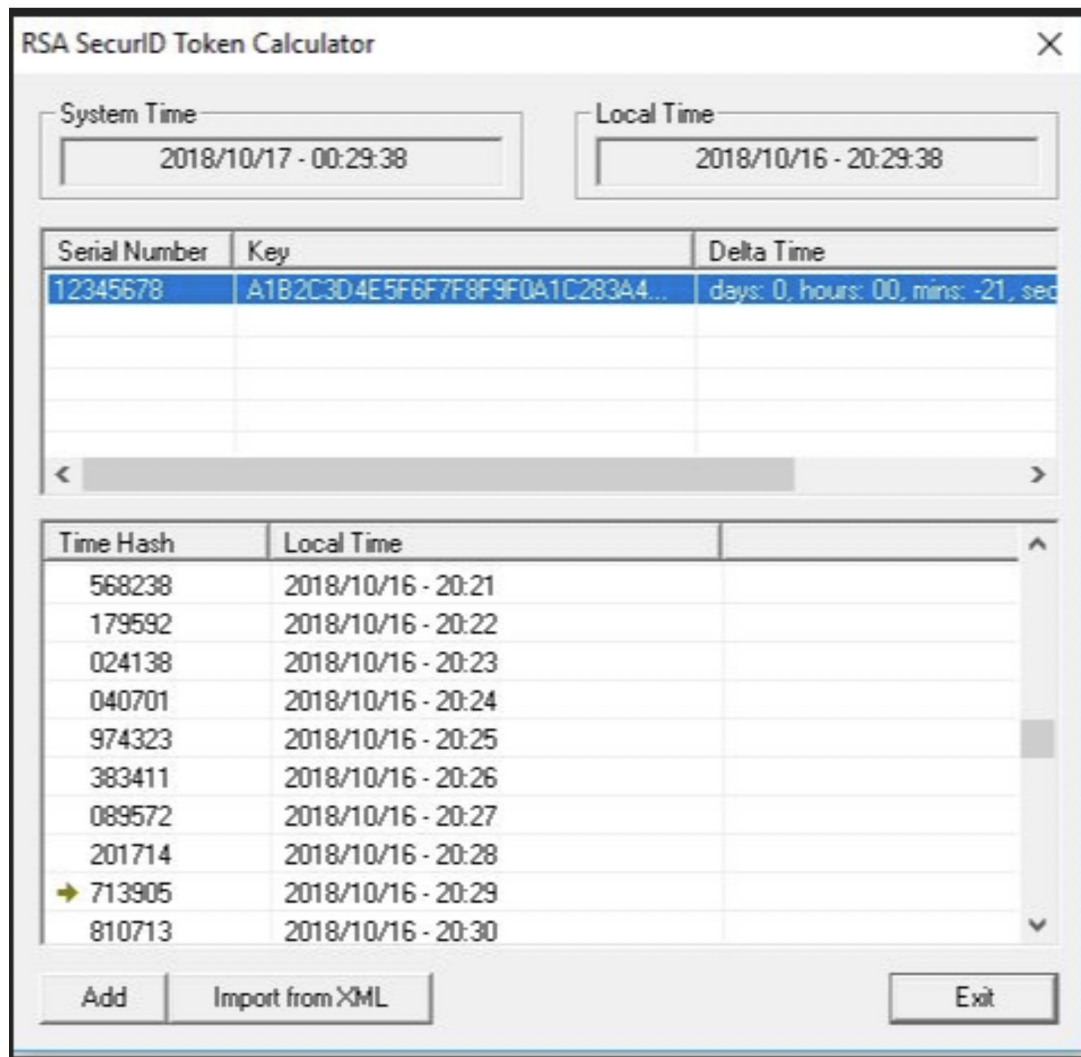 RSA SecurID Token Calculator
System Time
Local Time
2018/10/17 - 00:29:38
2018/10/16 - 20:29:38
Serial Number Key Delta Time
12345678 A1B2C3D4E5F6F7F8F9F0A1C283A4... days: 0, hours: 00, mins: -21, sec
Time Hash Local Time
568238 2018/10/16 - 20:21
179592 2018/10/16 - 20:22
024138 2018/10/16 - 20:23
040701 2018/10/16 - 20:24
974323 2018/10/16 - 20:25
383411 2018/10/16 - 20:26
089572 2018/10/16 - 20:27
201714 2018/10/16 - 20:28
713905 2018/10/16 - 20:29
810713 2018/10/16 - 20:30
Add Import from XML Exit